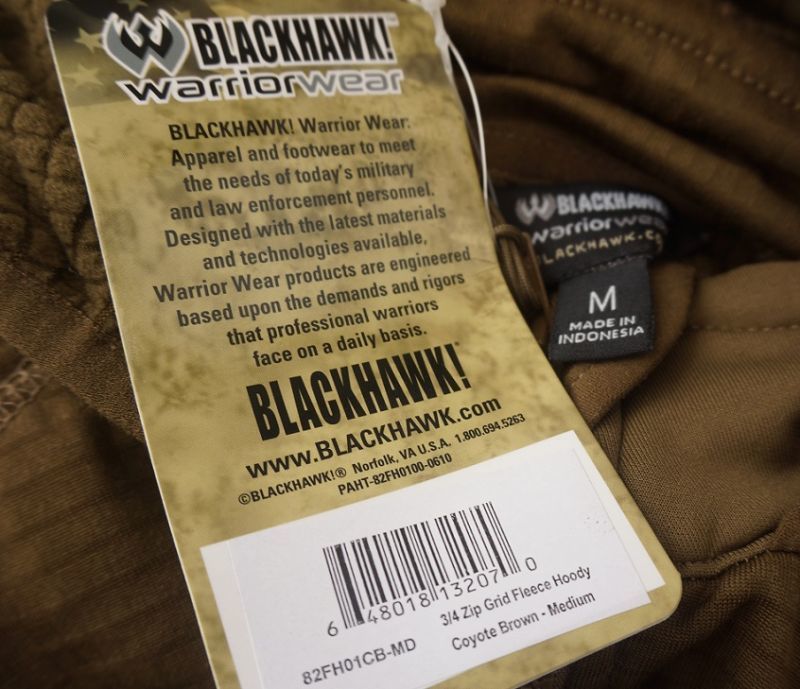 BLACKHAWK!
warriorwear
BLACKHAWK! Warrior Wear:
Apparel and footwear to meet
the needs of today's military
and law enforcement personnel.
Designed with the latest materials
and technologies available,
Warrior Wear products are engineered
based upon the demands and rigors
that professional warriors
face on a daily basis.
BLACKHAWK!®
www.BLACKHAWK.com
©BLACKHAWK!® Norfolk, VA U.S.A. 1.800.694.5263
PAHT-82FH0100-0610
6 48018 13207 0
3/4 Zip Grid Fleece Hoody
82FH01CB-MD
Coyote Brown - Medium
BLACKHAWK
warriorwear
M
MADE IN
INDONESIA